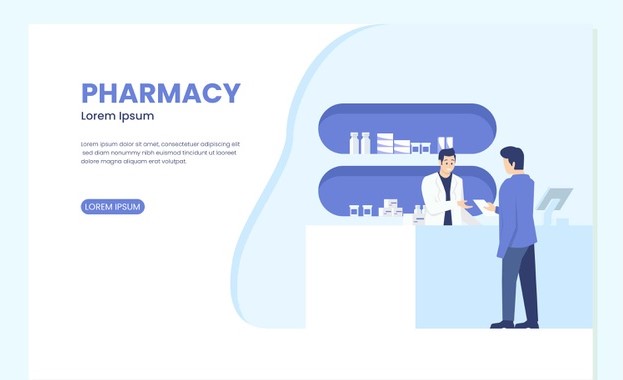 PHARMACY
Lorem Ipsum
Lorem ipsum dolor sit amet, consectetuer adipiscing elit
sed diam nonummy nibh euismod tincidunt ut laoreet
dolore magna aliquam erat volutpat.
LOREM IPSUM